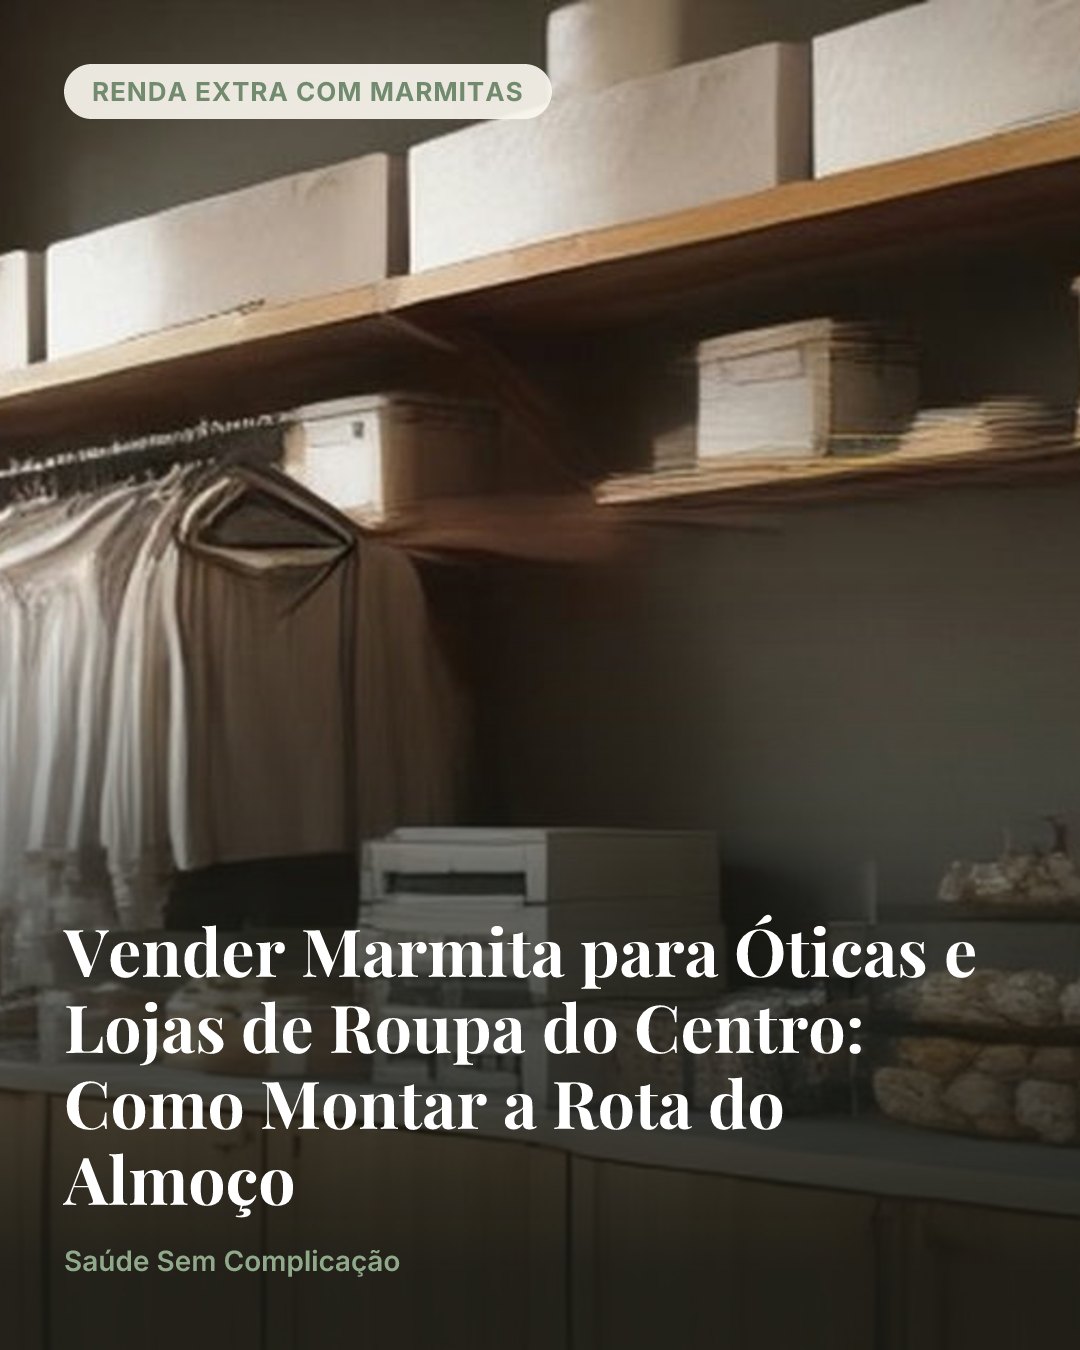 RENDA EXTRA COM MARMITAS
Vender Marmita para Óticas e
Lojas de Roupa do Centro:
Como Montar a Rota do
Almoço
Saúde Sem Complicação